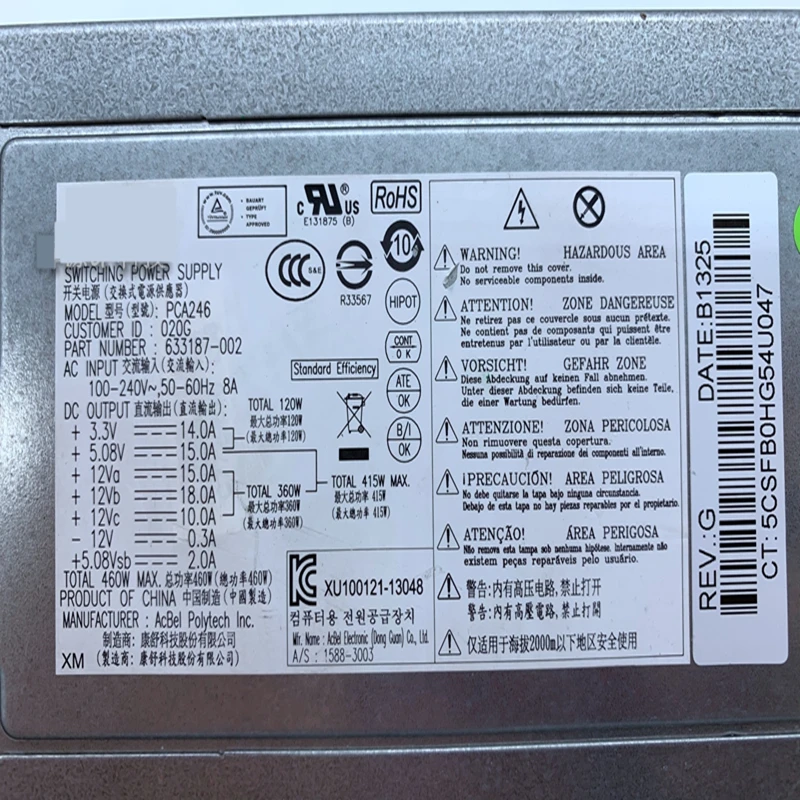 BAUART
GEPRÜFT
TYPE
APPROVED
C RU ® US
E131875 (B)
RoHS
CCC S&E
R33567
10
SWITCHING POWER SUPPLY
开关电源 (交換式電源供應器)
MODEL 型号(型號): PCA246
CUSTOMER ID : 020G
PART NUMBER : 633187-002
AC INPUT 交流输入(交流輸入):
100-240V~,50-60Hz 8A
DC OUTPUT 直流输出(直流輸出):
+ 3.3V 14.0A
+ 5.08V 15.0A
+ 12Va 15.0A
+ 12Vb 18.0A
+ 12Vc 10.0A
- 12V 0.3A
+5.08Vsb 2.0A
TOTAL 120W
最大总功率120W
(最大總功率120W)
TOTAL 360W
最大总功率360W
(最大總功率360W)
TOTAL 415W MAX.
最大总功率 415W
(最大總功率 415W)
TOTAL 460W MAX. 总功率460W(總功率460W)
PRODUCT OF CHINA 中国制造(中國製造)
MANUFACTURER : AcBel Polytech Inc.
制造商: 康舒科技股份有限公司
XM (製造商: 康舒科技股份有限公司)
HIPOT
CONT
OK
ATE
OK
B/I
OK
Standard Efficiency
XU100121-13048
컴퓨터용 전원공급장치
Mfr. Name : AcBel Electronic (Dong Guan) Co., Ltd.
A/S : 1588-3003
WARNING! HAZARDOUS AREA
Do not remove this cover.
No serviceable components inside.
ATTENTION! ZONE DANGEREUSE
Ne retirez pas ce couvercle sous aucun prétexte.
Ne contient pas de composants qui puissent être
entretenus par l'utilisateur ou par la clientèle.
VORSICHT! GEFAHR ZONE
Diese Abdeckung auf keinen Fall abnehmen.
Unter dieser Abdeckung befinden sich keine Teile,
die einer Wartung bedürfen.
ATTENZIONE! ZONA PERICOLOSA
Non rimuovere questa copertura.
Nessuna possibilità di reparazione dei componenti all'interno.
¡PRECAUCIÓN! ÁREA PELIGROSA
No debe quitarse la tapa bajo ninguna circunstancia.
Debajo de esta tapa no hay piezas reparables por el propietario.
ATENÇÃO! ÁREA PERIGOSA
Não remova esta tampa sob nenhuma hipótese. Internamente não
existem peças reparáveis pelo usuário.
警告:内有高压电路,禁止打开
警告:內有高壓電路,禁止打開
仅适用于海拔2000m以下地区安全使用
REV.:G DATE:B1325
CT: 5CSFB0HG54U047